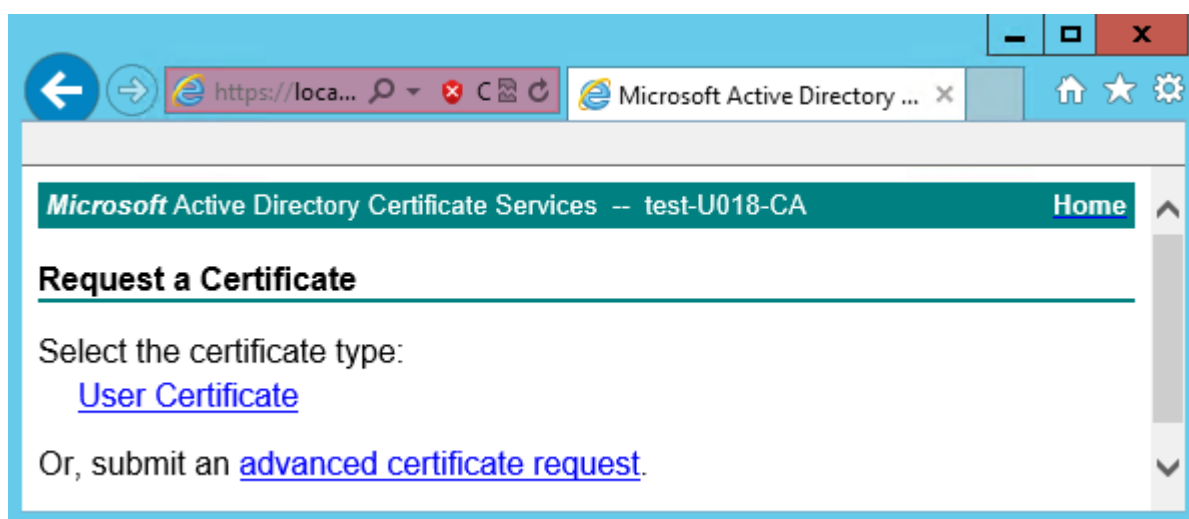 https://loca... C Microsoft Active Directory ...
Microsoft Active Directory Certificate Services -- test-U018-CA Home
Request a Certificate
Select the certificate type:
User Certificate
Or, submit an advanced certificate request.